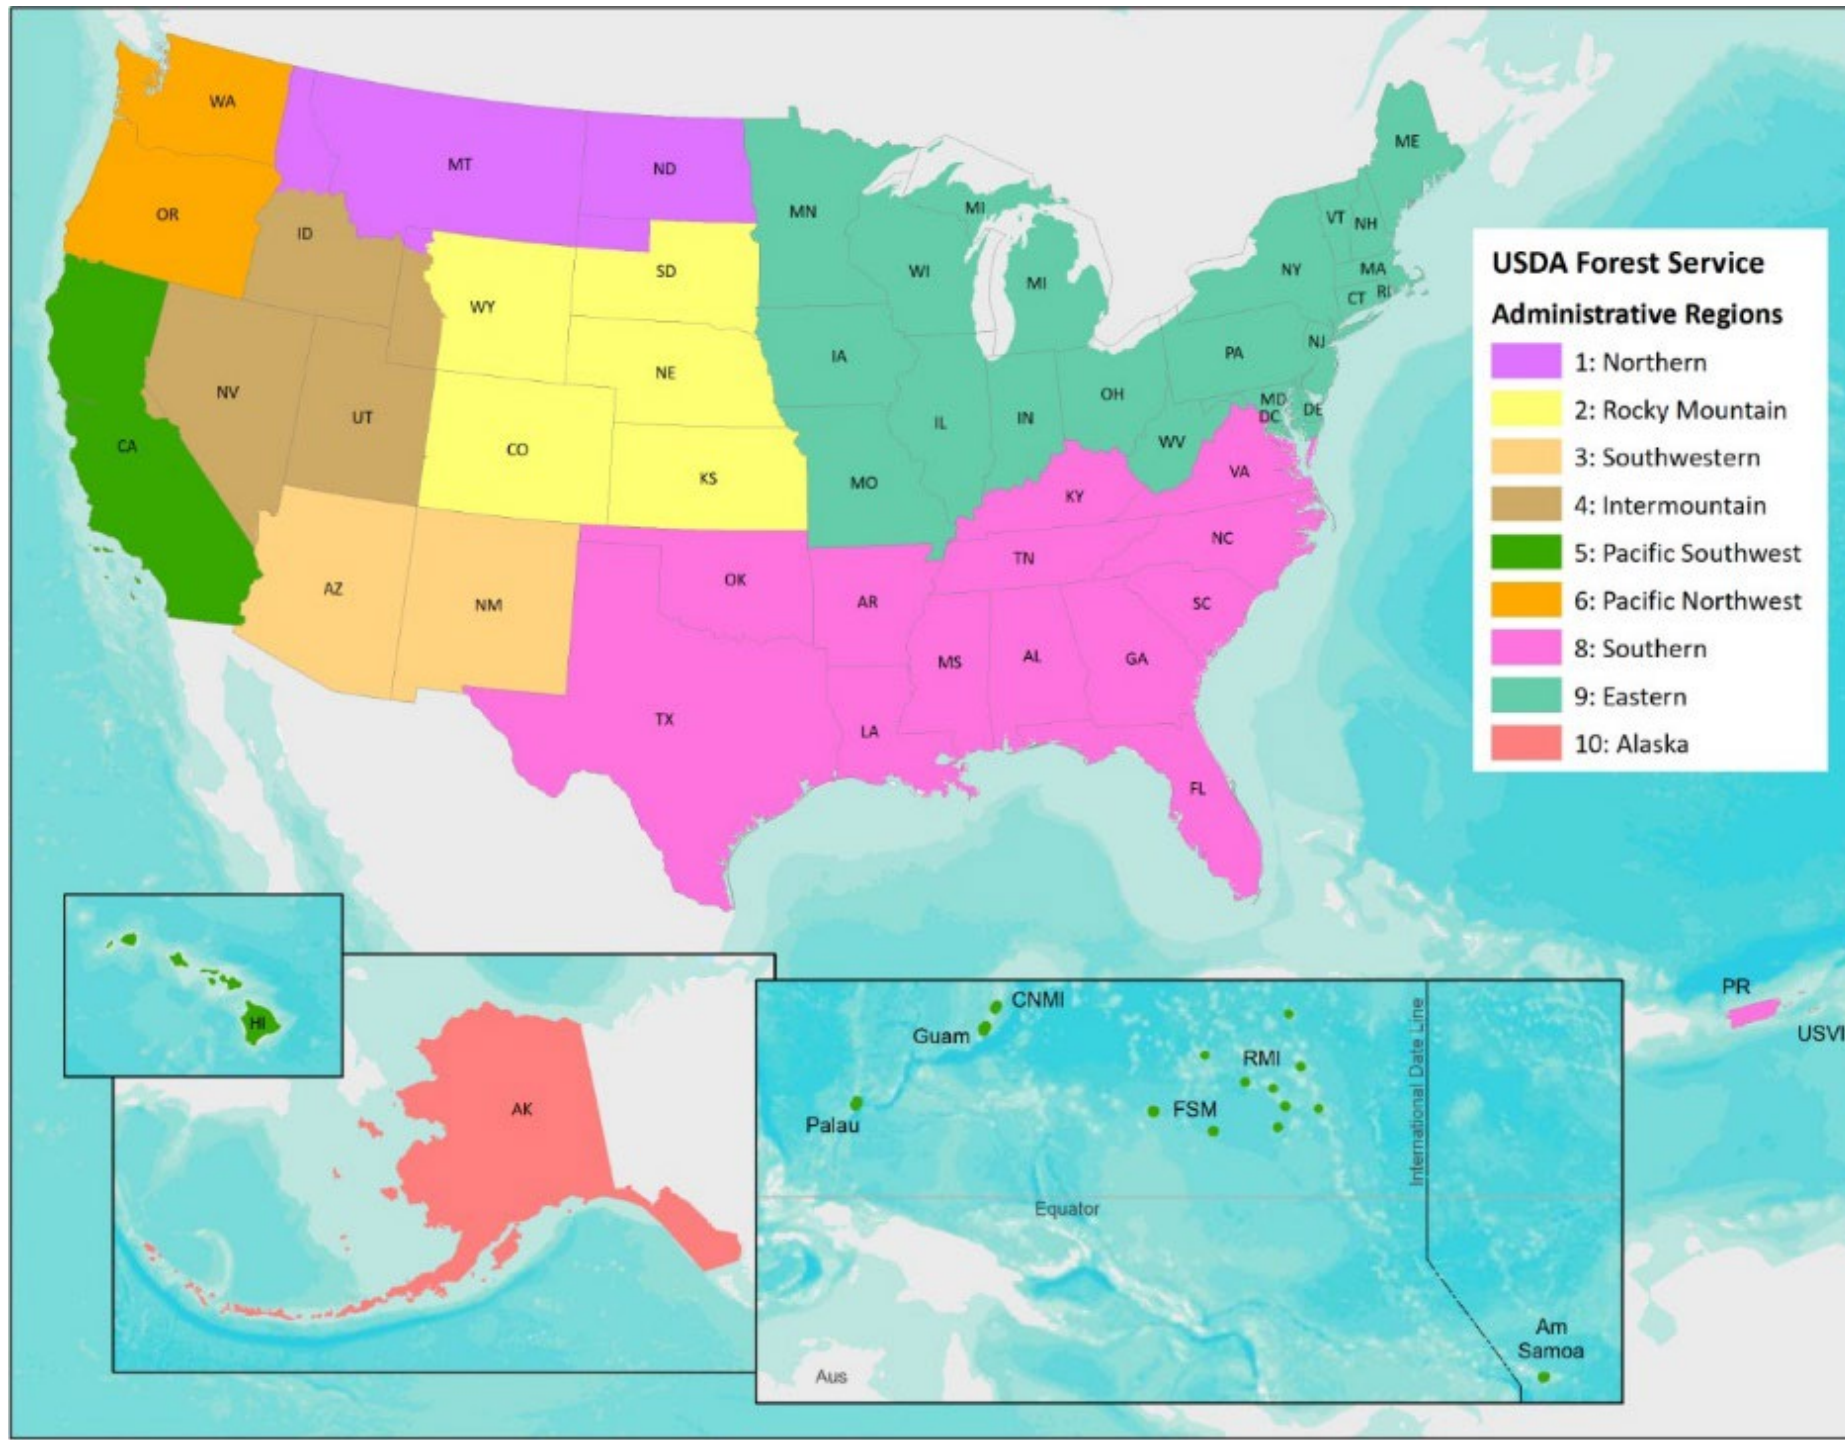 WA
MT
ND
ME
OR
MN
MI
VT
NH
ID
SD
WI
MI
NY
MA
WY
CT
RI
NV
UT
NE
IA
PA
NJ
CO
KS
IL
IN
OH
MD
DE
DC
WV
CA
MO
KY
VA
AZ
NM
OK
AR
TN
NC
SC
MS
AL
GA
TX
LA
FL
USDA Forest Service
Administrative Regions
1: Northern
2: Rocky Mountain
3: Southwestern
4: Intermountain
5: Pacific Southwest
6: Pacific Northwest
8: Southern
9: Eastern
10: Alaska
HI
AK
CNMI
Guam
Palau
RMI
FSM
International Date Line
Equator
Aus
Am
Samoa
PR
USVI